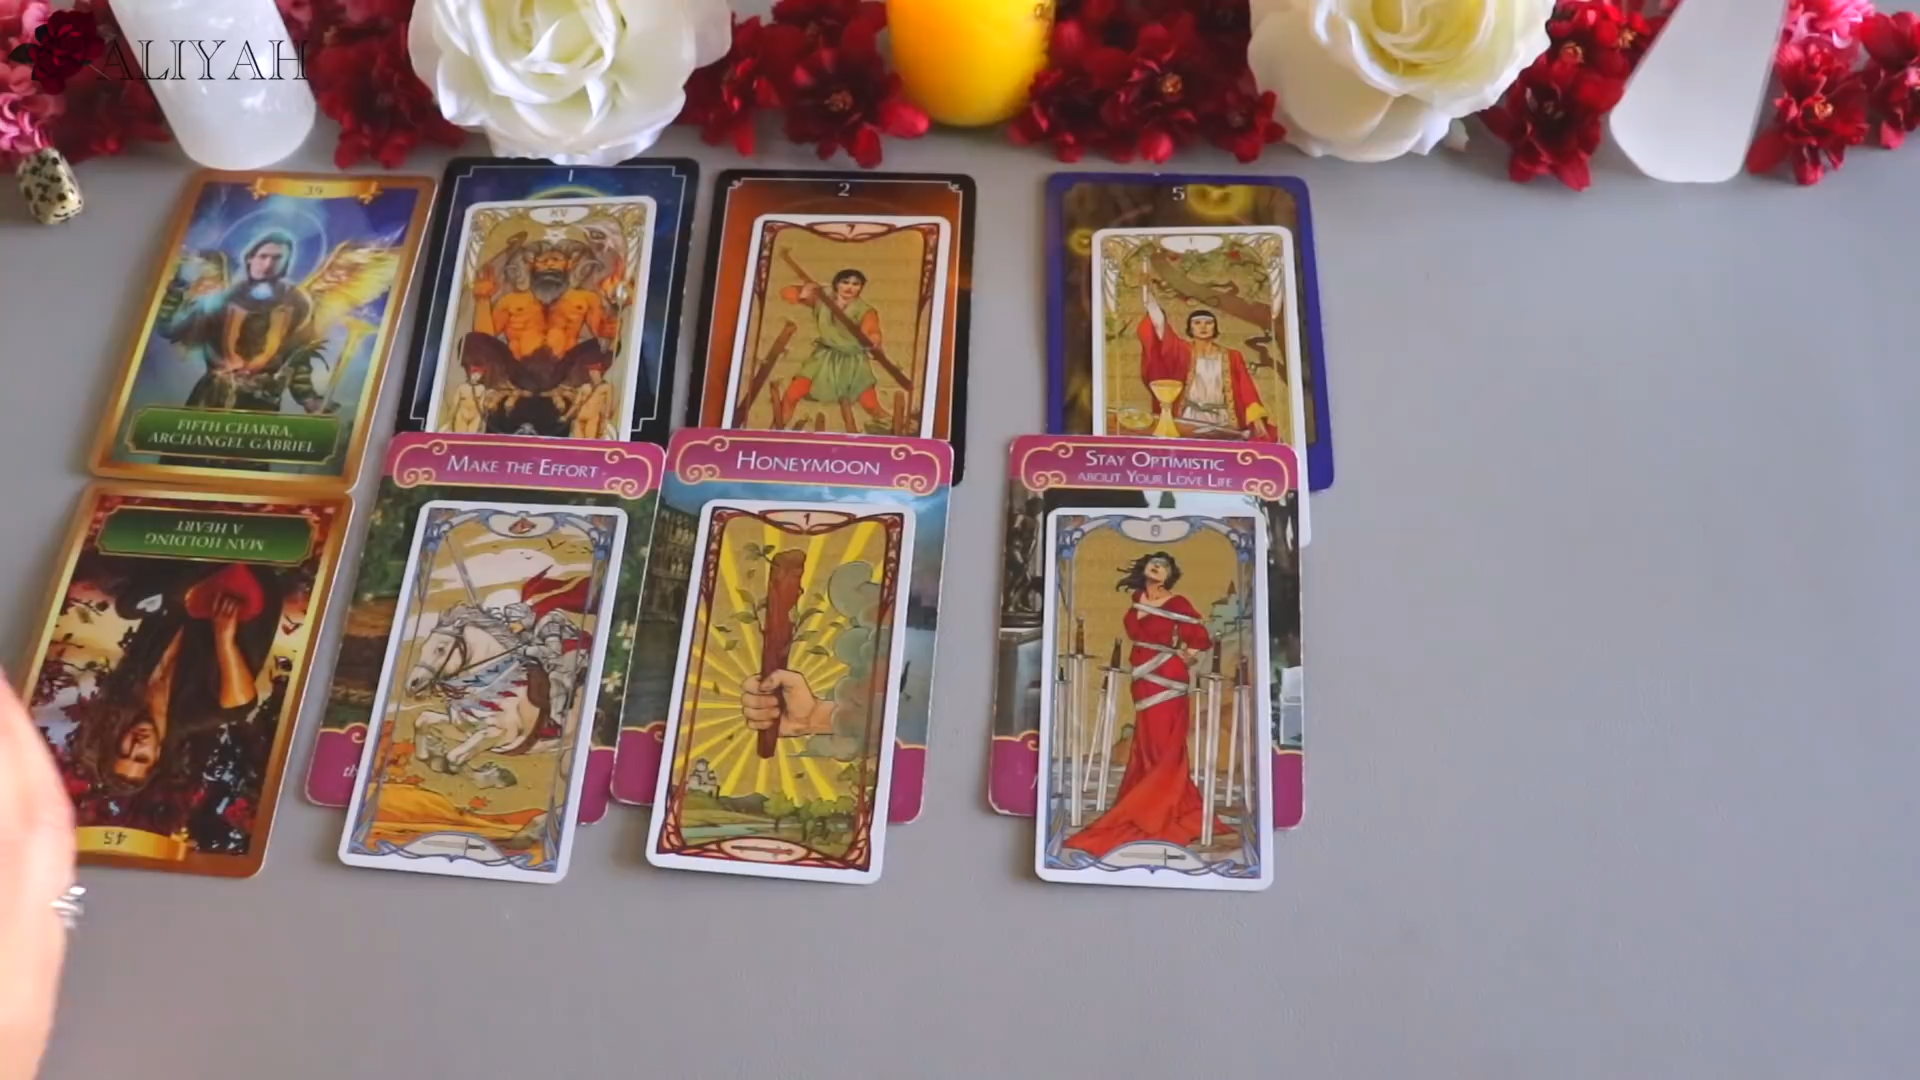 ALIYAH
39
FIFTH CHAKRA,
ARCHANGEL GABRIEL
1
XV
2
7
5
1
MAN HOLDING
A HEART
45
MAKE THE EFFORT
HONEYMOON
1
STAY OPTIMISTIC
ABOUT YOUR LOVE LIFE
8